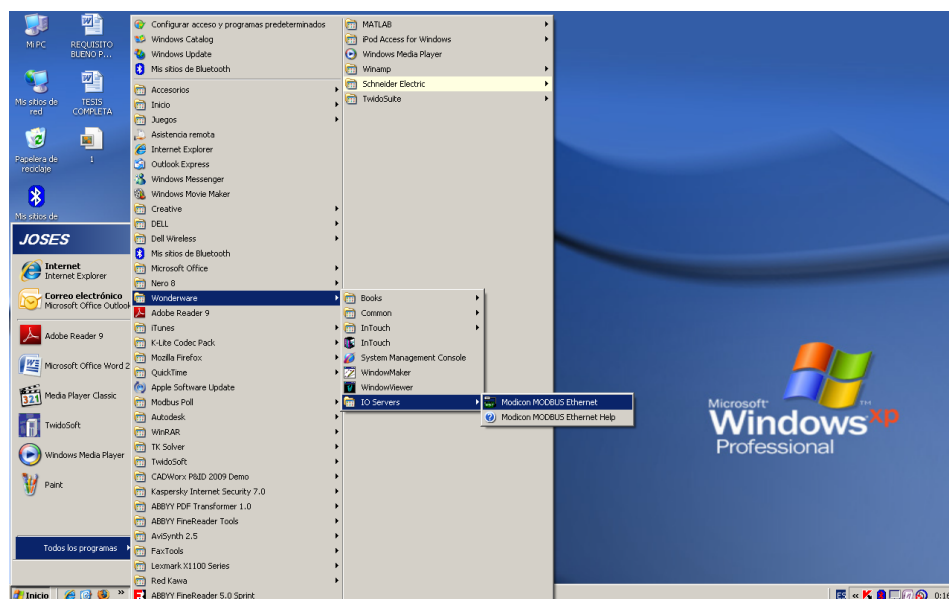 Mi PC
REQUISITO
BUENO P...
Mis sitios de
red
TESIS
COMPLETA
Papelera de
reciclaje
1
Mis sitios de
JOSES
Internet
Internet Explorer
Correo electrónico
Microsoft Office Outlook
Adobe Reader 9
Microsoft Office Word 2
Media Player Classic
TwidoSoft
Windows Media Player
Paint
Todos los programas
Configurar acceso y programas predeterminados
Windows Catalog
Windows Update
Mis sitios de Bluetooth
Accesorios
Inicio
Juegos
Asistencia remota
Internet Explorer
Outlook Express
Windows Messenger
Windows Movie Maker
Creative
DELL
Dell Wireless
Mis sitios de Bluetooth
Microsoft Office
Nero 8
Wonderware
Adobe Reader 9
iTunes
K-Lite Codec Pack
Mozilla Firefox
QuickTime
Apple Software Update
Modbus Poll
Autodesk
WinRAR
TK Solver
TwidoSoft
CADWorx P&ID 2009 Demo
Kaspersky Internet Security 7.0
ABBYY PDF Transformer 1.0
ABBYY FineReader Tools
AviSynth 2.5
FaxTools
Lexmark X1100 Series
Red Kawa
ABBYY FineReader 5.0 Sprint
MATLAB
iPod Access for Windows
Windows Media Player
Winamp
Schneider Electric
TwidoSuite
Books
Common
InTouch
InTouch
System Management Console
WindowMaker
WindowViewer
IO Servers
Modicon MODBUS Ethernet
Modicon MODBUS Ethernet Help
Microsoft
Windows xp
Professional
Inicio
»
ES
«